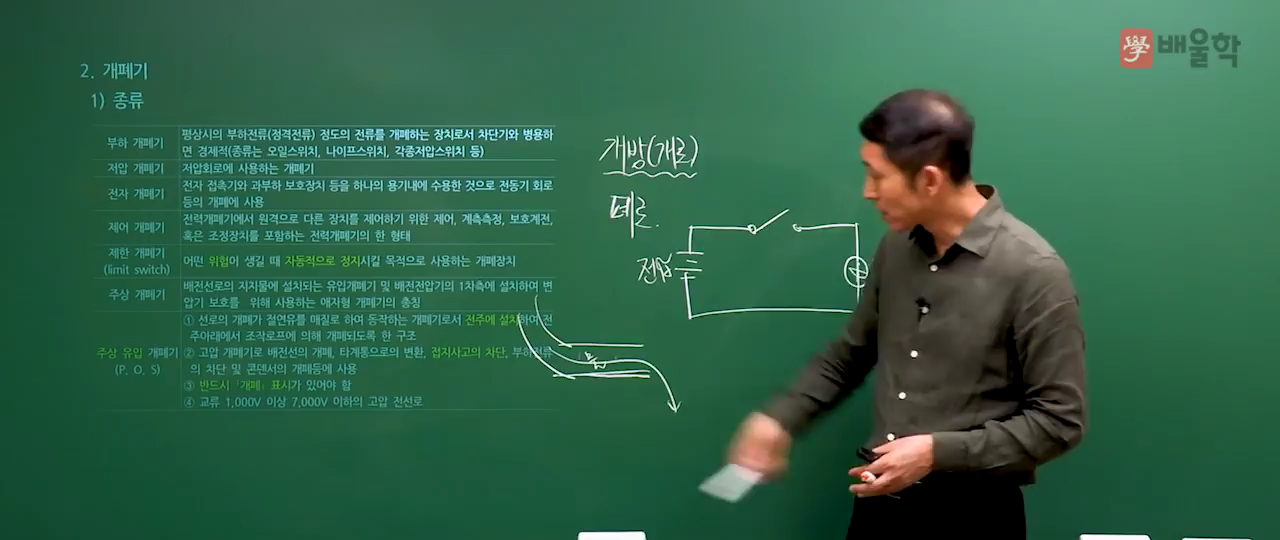 學 배울학
2. 개폐기
1) 종류
부하 개폐기
평상시의 부하전류(정격전류) 정도의 전류를 개폐하는 장치로서 차단기와 병용하
면 경제적(종류는 오일스위치, 나이프스위치, 각종저압스위치 등)
저압 개폐기
저압회로에 사용하는 개폐기
전자 개폐기
전자 접촉기와 과부하 보호장치 등을 하나의 용기내에 수용한 것으로 전동기 회로
등의 개폐에 사용
제어 개폐기
전력개폐기에서 원격으로 다른 장치를 제어하기 위한 제어, 계측측정, 보호계전,
혹은 조정장치를 포함하는 전력개폐기의 한 형태
제한 개폐기
(limit switch)
어떤 위험이 생길 때 자동적으로 정지시킬 목적으로 사용하는 개폐장치
주상 개폐기
배전선로의 지지물에 설치되는 유입개폐기 및 배전전압기의 1차측에 설치하여 변
압기 보호를 위해 사용하는 애자형 개폐기의 총칭
주상 유입 개폐기
(P. O. S)
① 선로의 개폐가 절연유를 매질로 하여 동작하는 개폐기로서 전주에 설치하여 전
주아래에서 조작로프에 의해 개폐되도록 한 구조
② 고압 개폐기로 배전선의 개폐, 타계통으로의 변환, 접지사고의 차단, 부하전류
의 차단 및 콘덴서의 개폐등에 사용
③ 반드시 「개폐」 표시가 있어야 함
④ 교류 1,000V 이상 7,000V 이하의 고압 전선로
개방(개로)
폐로.
전압